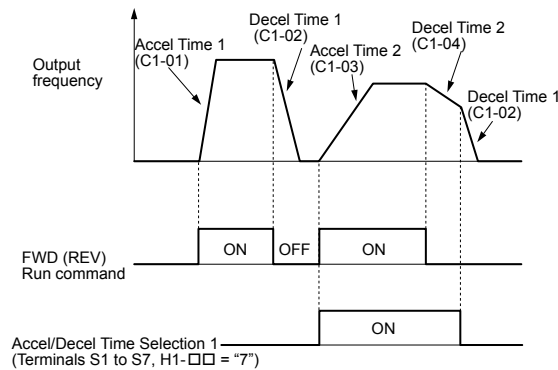 Output
frequency
Accel Time 1
(C1-01)
Decel Time 1
(C1-02)
Accel Time 2
(C1-03)
Decel Time 2
(C1-04)
Decel Time 1
(C1-02)
FWD (REV)
Run command
ON
OFF
ON
Accel/Decel Time Selection 1
(Terminals S1 to S7, H1-□□ = “7”)
ON